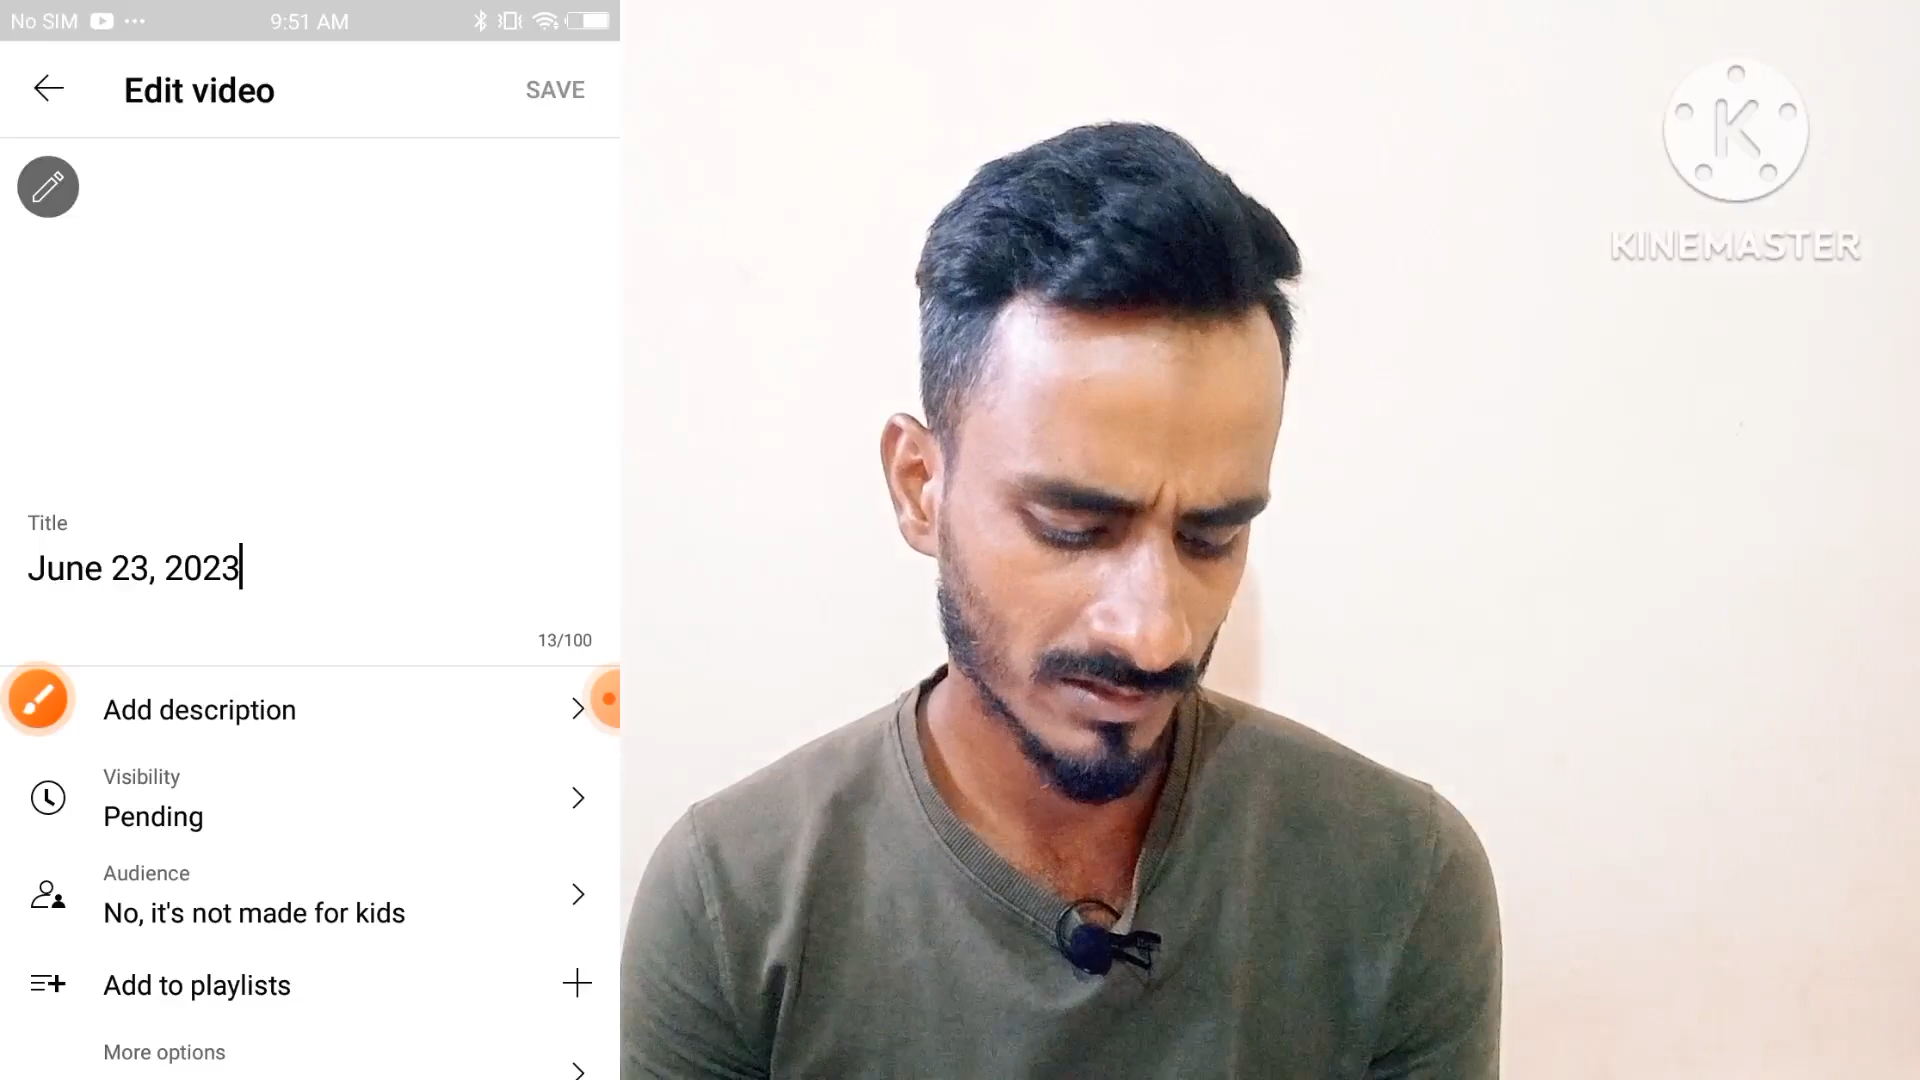 No SIM
9:51 AM
Edit video
SAVE
Title
June 23, 2023
13/100
Add description
Visibility
Pending
Audience
No, it's not made for kids
Add to playlists
More options
K
KINEMASTER